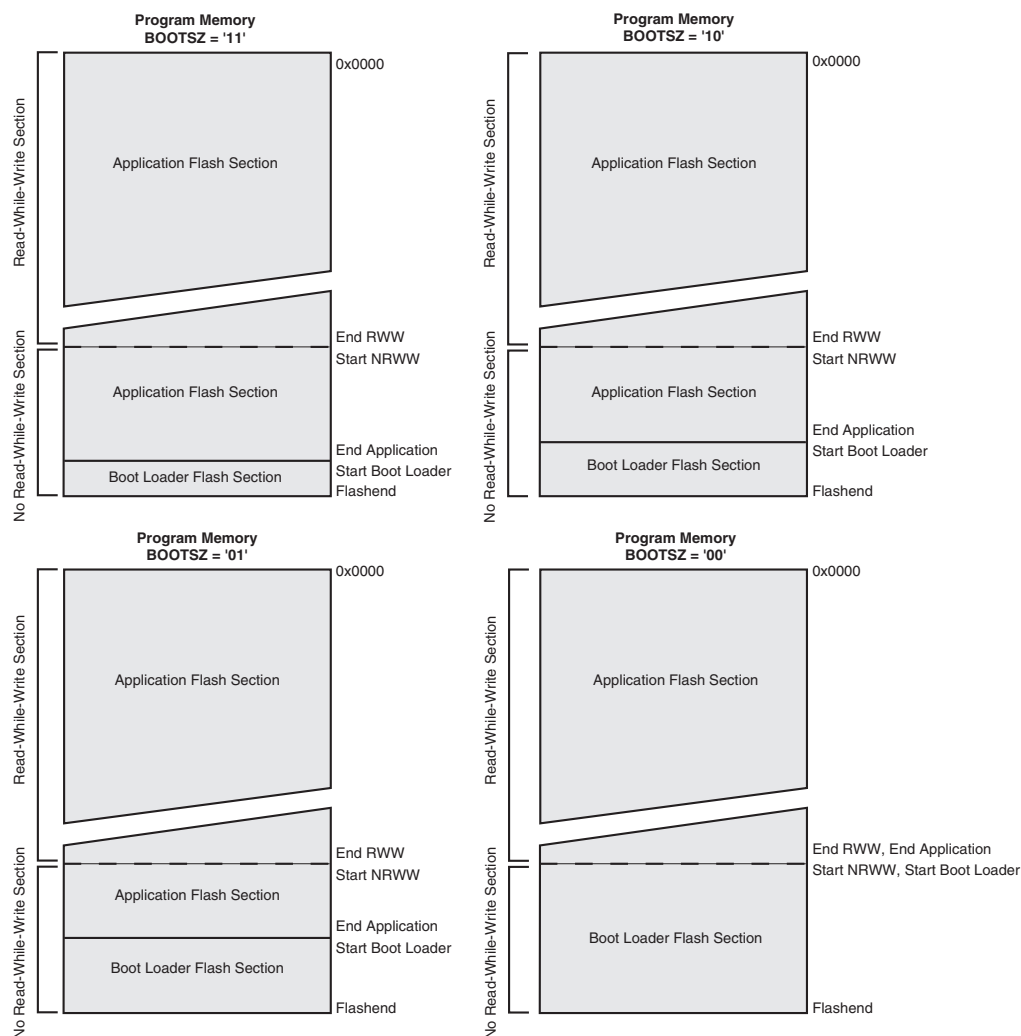 Program Memory
BOOTSZ = '11'
0x0000
Read-While-Write Section
Application Flash Section
End RWW
Start NRWW
No Read-While-Write Section
Application Flash Section
End Application
Start Boot Loader
Boot Loader Flash Section
Flashend
Program Memory
BOOTSZ = '10'
0x0000
Read-While-Write Section
Application Flash Section
End RWW
Start NRWW
No Read-While-Write Section
Application Flash Section
End Application
Start Boot Loader
Boot Loader Flash Section
Flashend
Program Memory
BOOTSZ = '01'
0x0000
Read-While-Write Section
Application Flash Section
End RWW
Start NRWW
No Read-While-Write Section
Application Flash Section
End Application
Start Boot Loader
Boot Loader Flash Section
Flashend
Program Memory
BOOTSZ = '00'
0x0000
Read-While-Write Section
Application Flash Section
End RWW, End Application
Start NRWW, Start Boot Loader
No Read-While-Write Section
Boot Loader Flash Section
Flashend